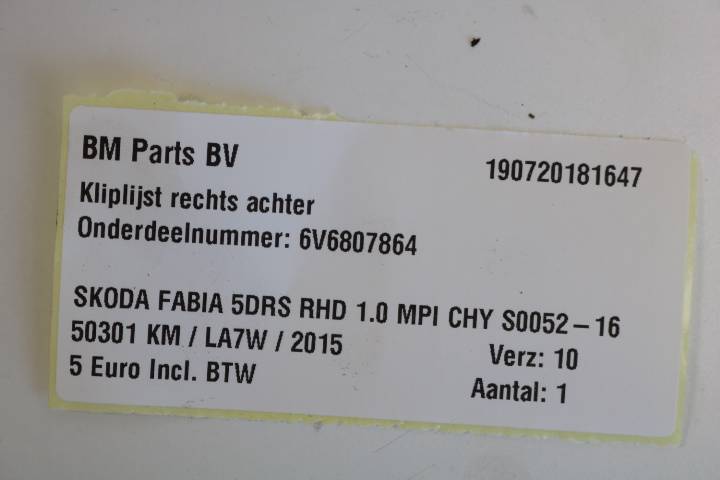 BM Parts BV
190720181647
Kliplijst rechts achter
Onderdeelnummer: 6V6807864
SKODA FABIA 5DRS RHD 1.0 MPI CHY S0052-16
50301 KM / LA7W / 2015
Verz: 10
5 Euro Incl. BTW
Aantal: 1